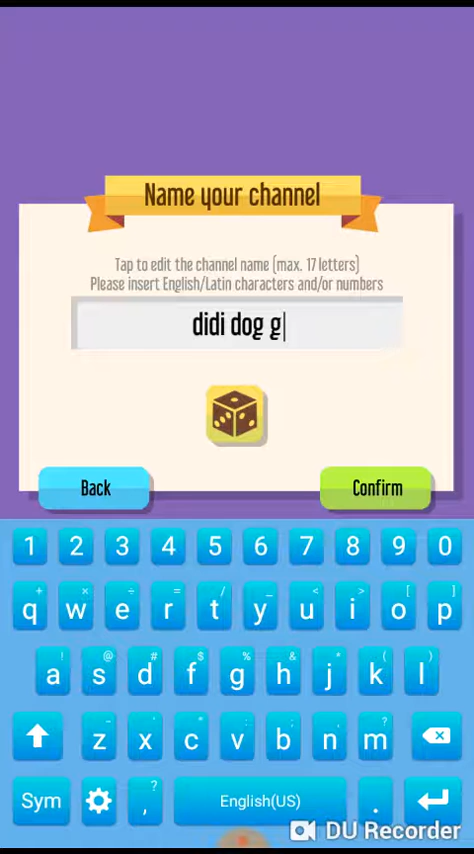 Name your channel
Tap to edit the channel name (max. 17 letters)
Please insert English/Latin characters and/or numbers
didi dog g
Back
Confirm
1 2 3 4 5 6 7 8 9 0
+ × ÷ = / _ < > [ ]
q w e r t y u i o p
! @ # $ % & * ( )
a s d f g h j k l
- ' " : ; , ?
z x c v b n m
Sym , ? English(US) .
DU Recorder